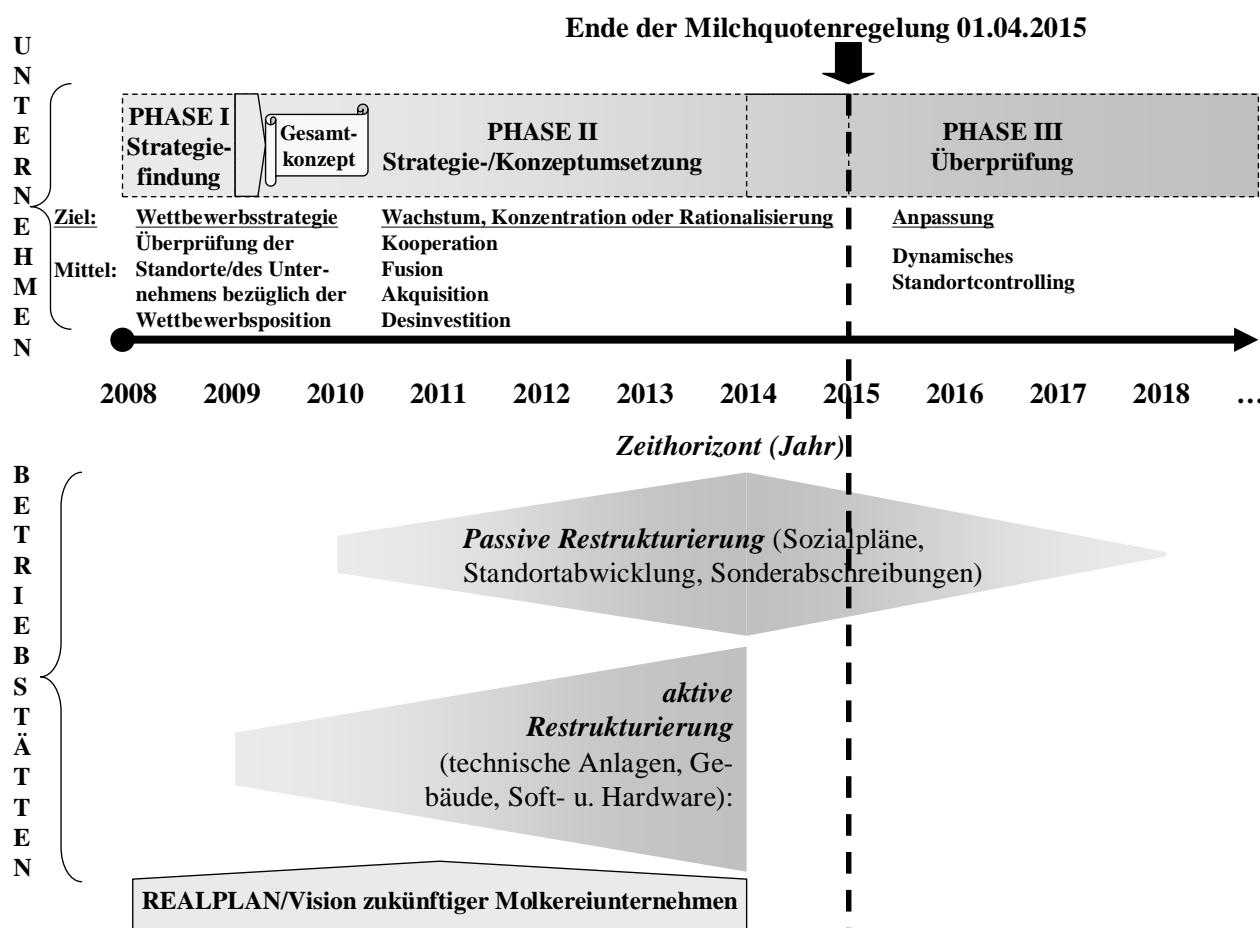 Ende der Milchquotenregelung 01.04.2015
UNTERNEHMEN
PHASE I
Strategie-
findung
Gesamt-
konzept
PHASE II
Strategie-/Konzeptumsetzung
PHASE III
Überprüfung
Ziel:
Wettbewerbsstrategie
Wachstum, Konzentration oder Rationalisierung
Anpassung
Mittel:
Überprüfung der
Standorte/des Unter-
nehmens bezüglich der
Wettbewerbsposition
Kooperation
Fusion
Akquisition
Desinvestition
Dynamisches
Standortcontrolling
2008 2009 2010 2011 2012 2013 2014 2015 2016 2017 2018 …
Zeithorizont (Jahr)
BETRIEBSTÄTTEN
Passive Restrukturierung (Sozialpläne,
Standortabwicklung, Sonderabschreibungen)
aktive
Restrukturierung
(technische Anlagen, Ge-
bäude, Soft- u. Hardware):
REALPLAN/Vision zukünftiger Molkereiunternehmen